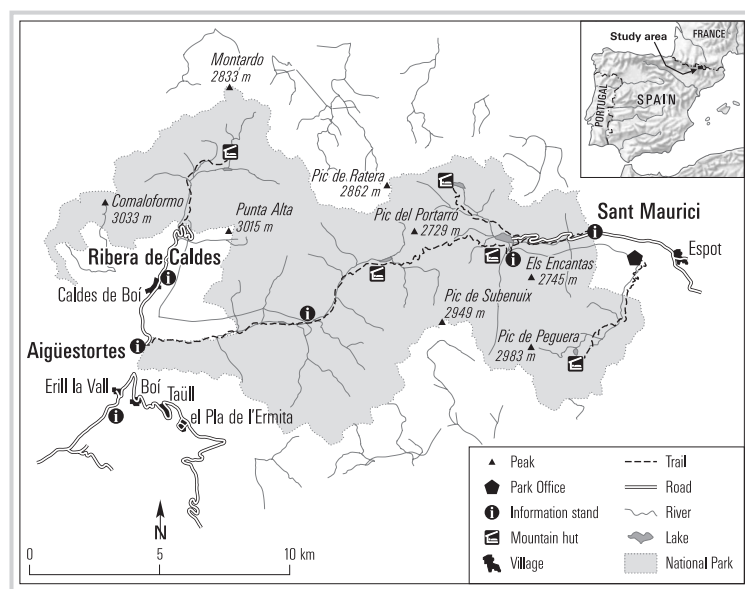 Montardo
2833 m
Study area
FRANCE
PORTUGAL
SPAIN
Comaloformo
3033 m
Punta Alta
3015 m
Pic de Ratera
2862 m
Pic del Portarró
2729 m
Sant Maurici
Espot
Ribera de Caldes
Caldes de Boí
Els Encantas
2745 m
Pic de Subenuix
2949 m
Pic de Peguera
2983 m
Aigüestortes
Erill la Vall
Boí
Taüll
el Pla de l'Ermita
N
0 5 10 km
Peak
Park Office
Information stand
Mountain hut
Village
Trail
Road
River
Lake
National Park